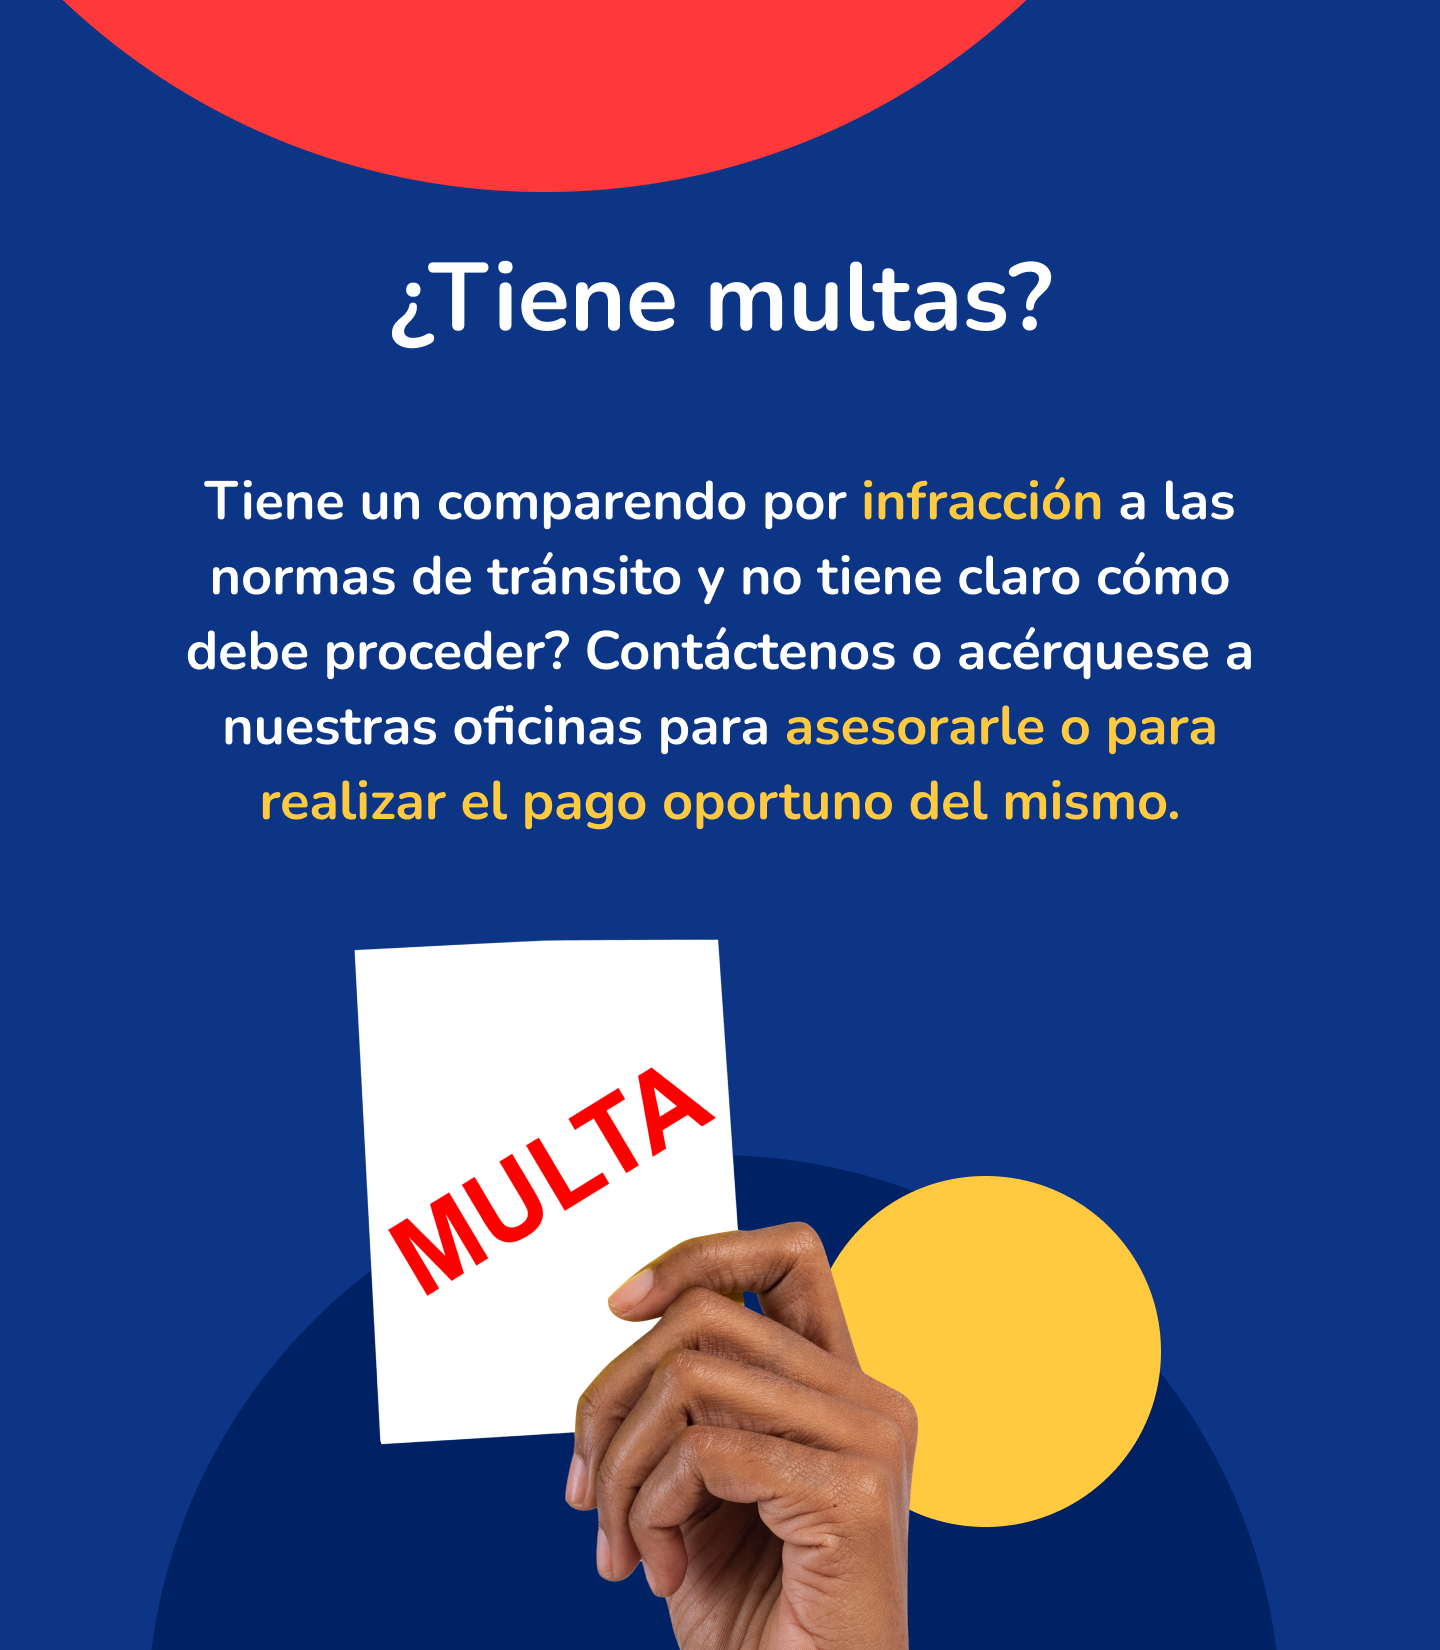 ¿Tiene multas?
Tiene un comparendo por infracción a las
normas de tránsito y no tiene claro cómo
debe proceder? Contáctenos o acérquese a
nuestras oficinas para asesorarle o para
realizar el pago oportuno del mismo.
MULTA